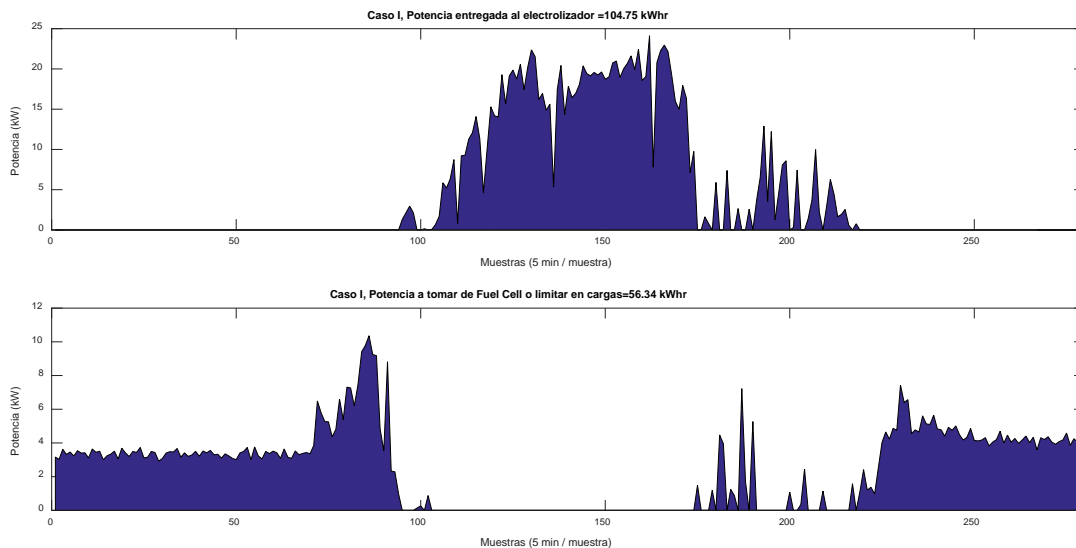 Caso I, Potencia entregada al electrolizador =104.75 kWhr
25
20
15
10
5
0
Potencia (kW)
0 50 100 150 200 250
Muestras (5 min / muestra)
Caso I, Potencia a tomar de Fuel Cell o limitar en cargas=56.34 kWhr
12
10
8
6
4
2
0
Potencia (kW)
0 50 100 150 200 250
Muestras (5 min / muestra)